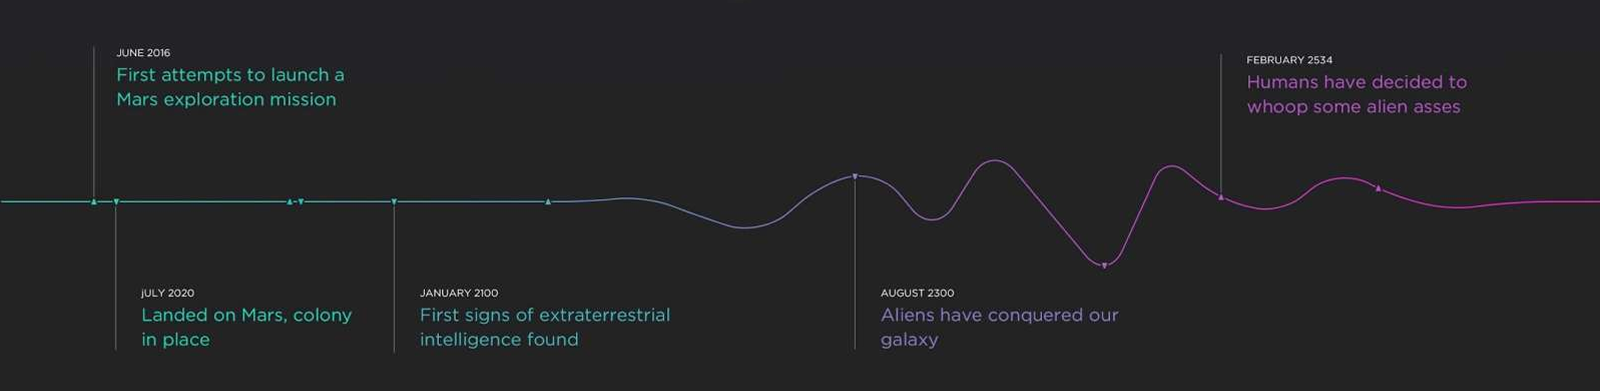 JUNE 2016
First attempts to launch a
Mars exploration mission
jULY 2020
Landed on Mars, colony
in place
JANUARY 2100
First signs of extraterrestrial
intelligence found
AUGUST 2300
Aliens have conquered our
galaxy
FEBRUARY 2534
Humans have decided to
whoop some alien asses